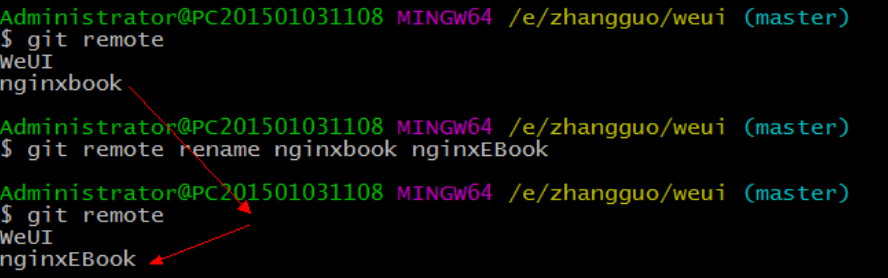 Administrator@PC201501031108 MINGW64 /e/zhangguo/weui (master)
$ git remote
WeUI
nginxbook
Administrator@PC201501031108 MINGW64 /e/zhangguo/weui (master)
$ git remote rename nginxbook nginxEBook
Administrator@PC201501031108 MINGW64 /e/zhangguo/weui (master)
$ git remote
WeUI
nginxEBook